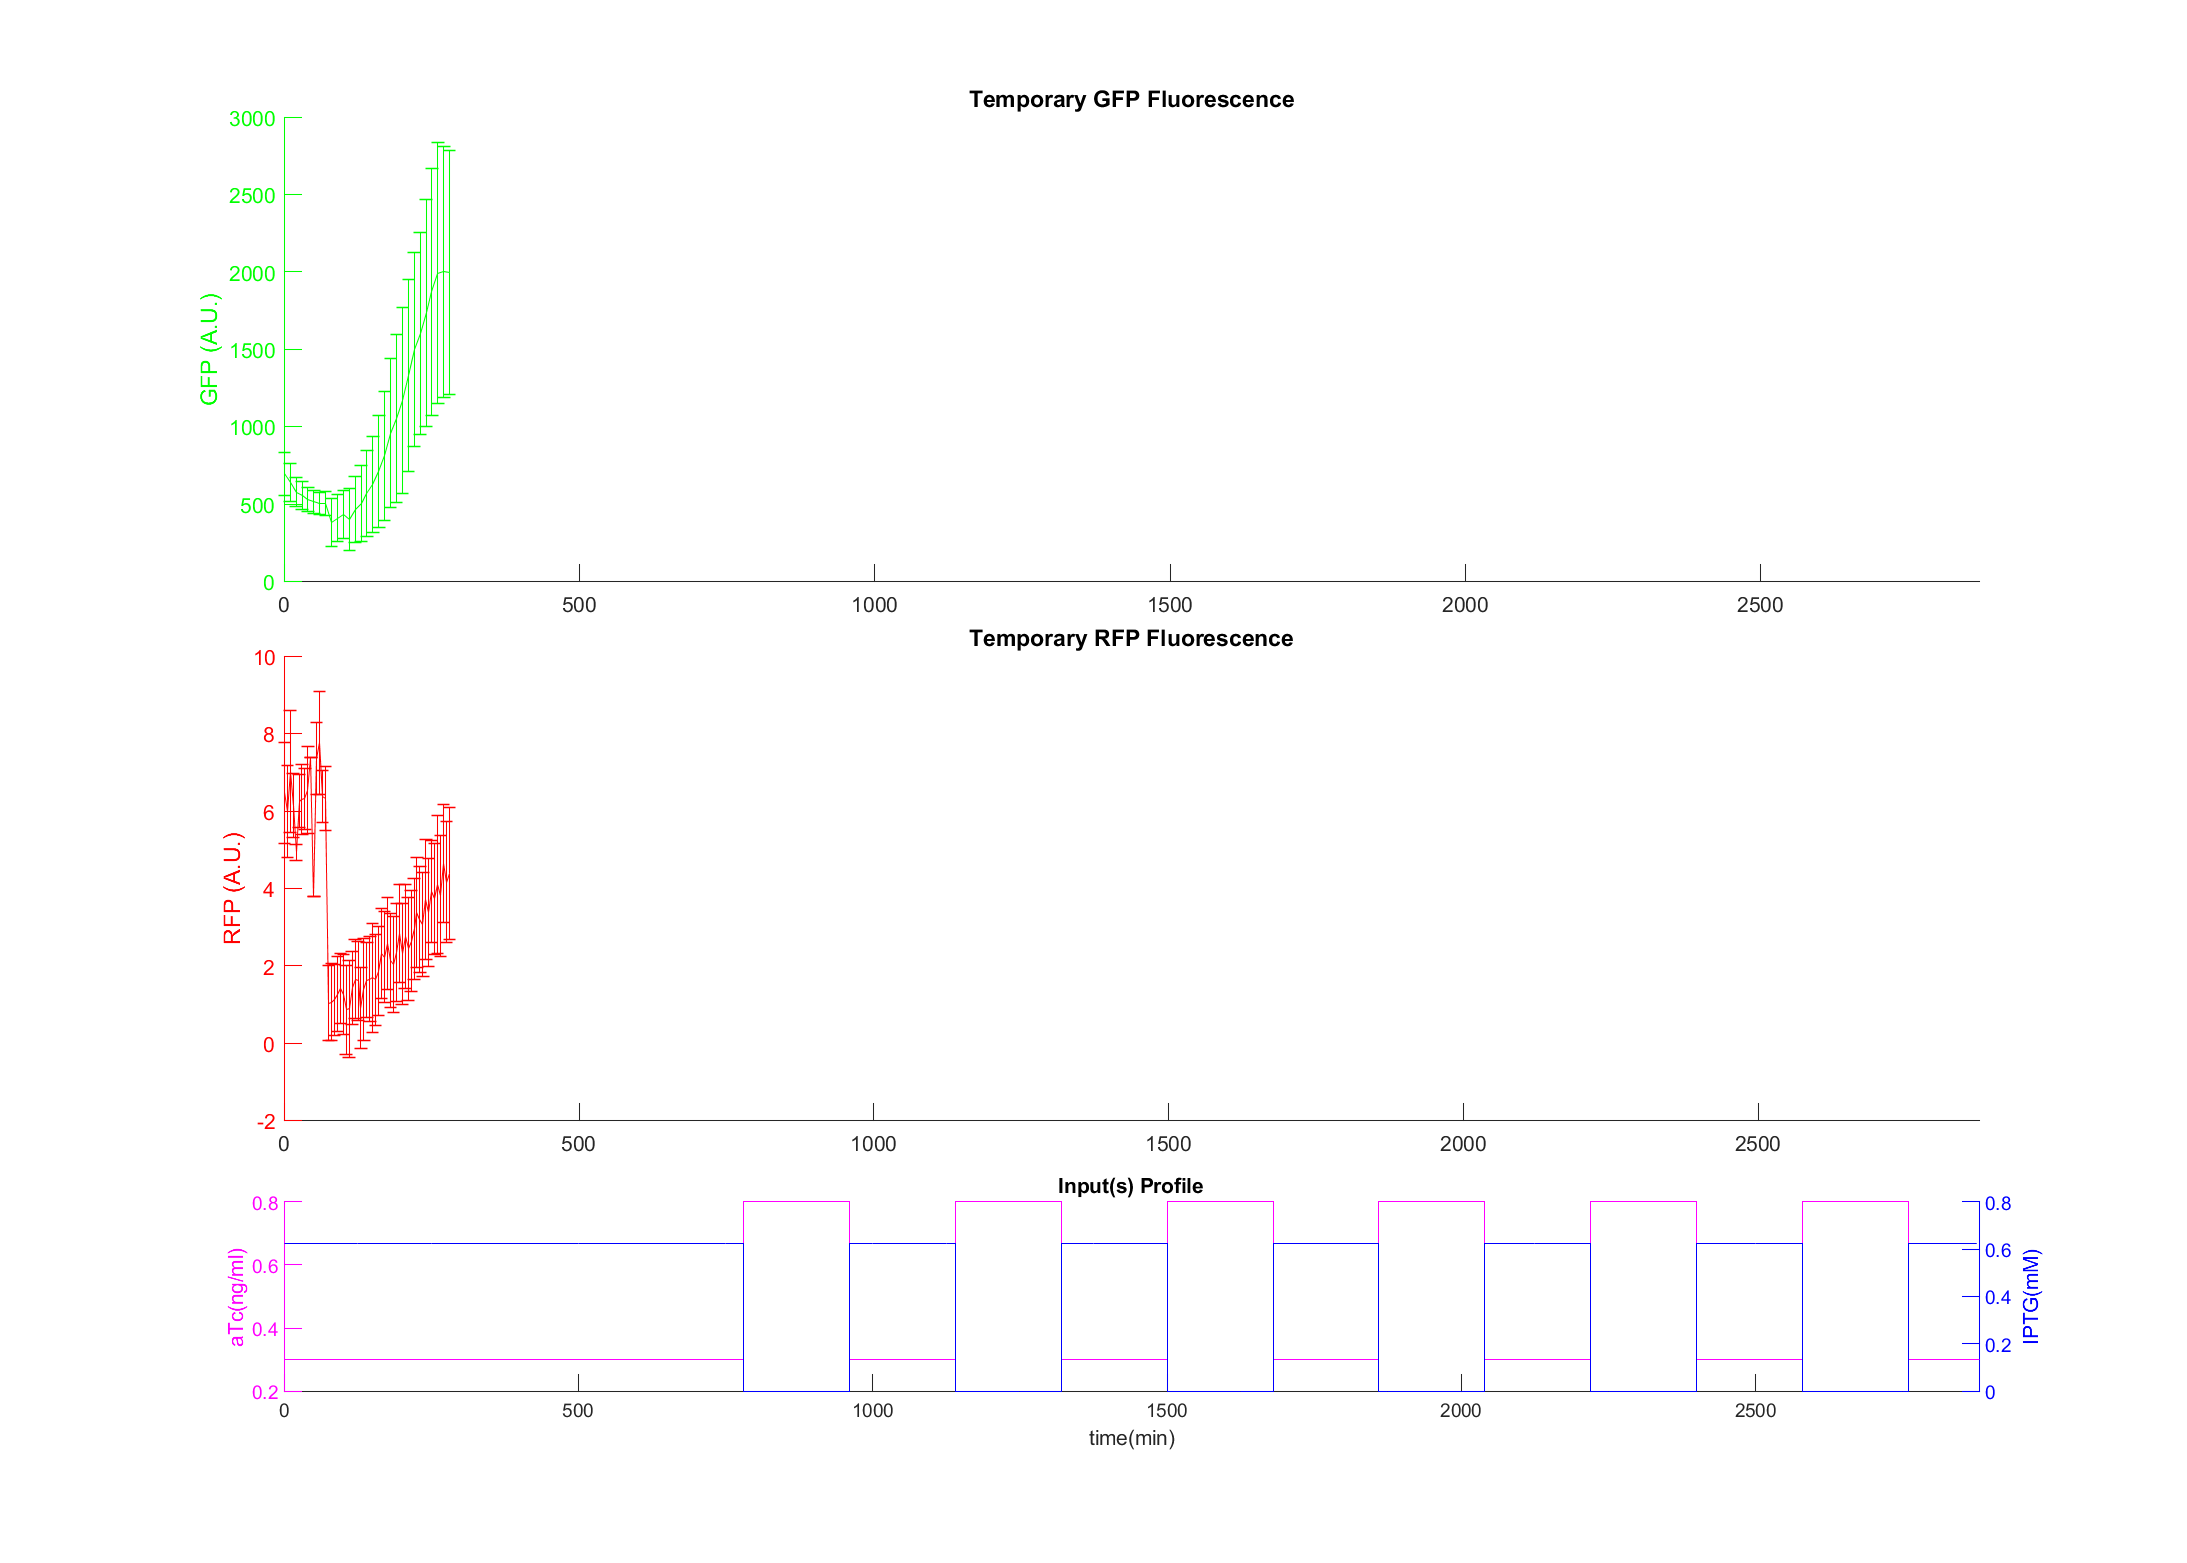 Temporary GFP Fluorescence
3000
2500
2000
1500
1000
500
0
GFP (A.U.)
0 500 1000 1500 2000 2500
Temporary RFP Fluorescence
10
8
6
4
2
0
-2
RFP (A.U.)
0 500 1000 1500 2000 2500
Input(s) Profile
0.8
0.6
0.4
0.2
aTc(ng/ml)
0.8
0.6
0.4
0.2
0
IPTG(mM)
0 500 1000 1500 2000 2500
time(min)